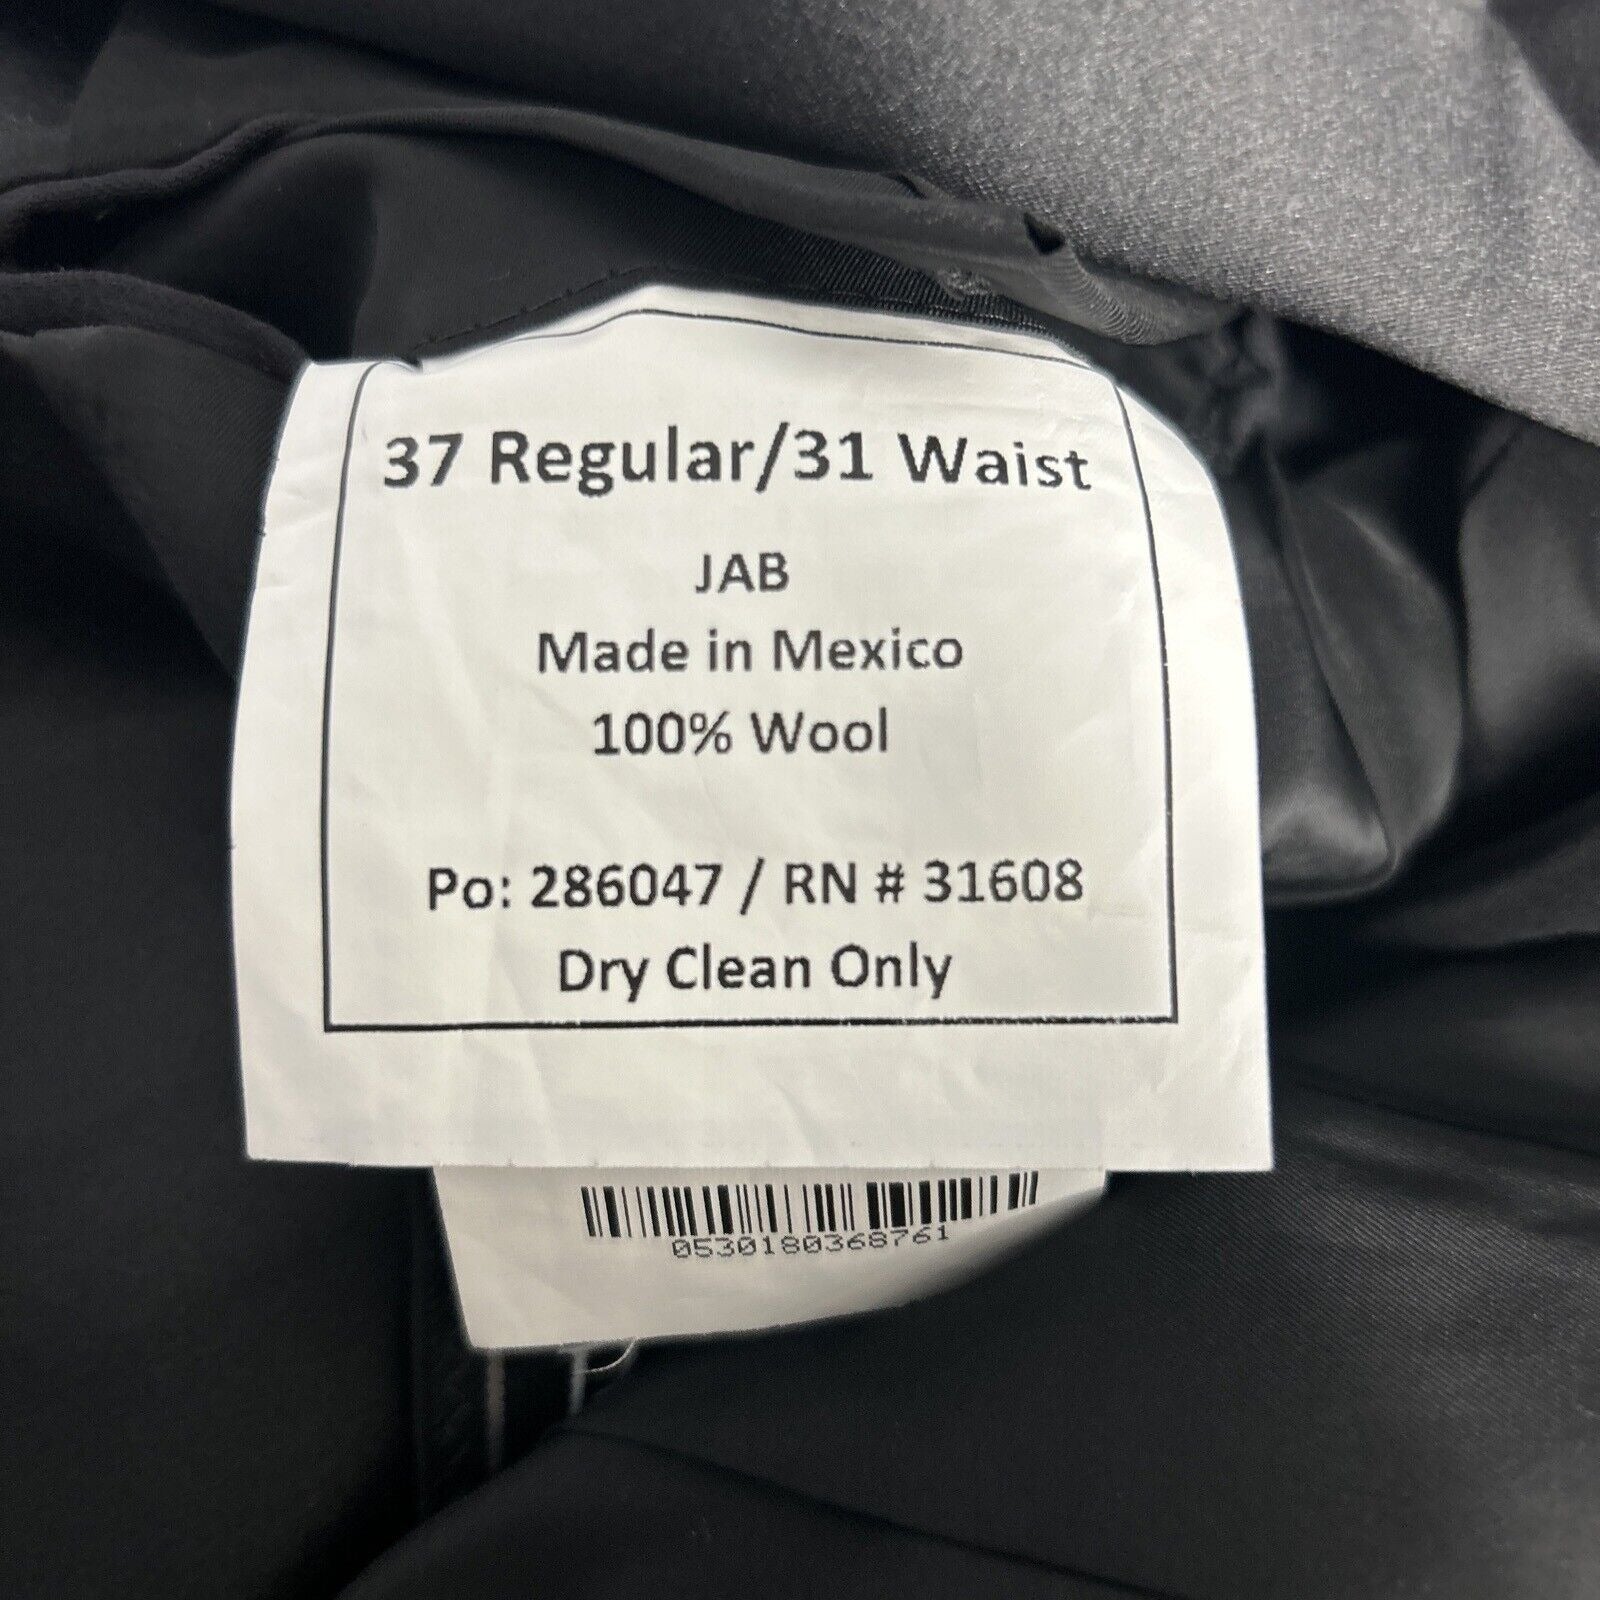 37 Regular/31 Waist
JAB
Made in Mexico
100% Wool
Po: 286047 / RN # 31608
Dry Clean Only
0530180368761